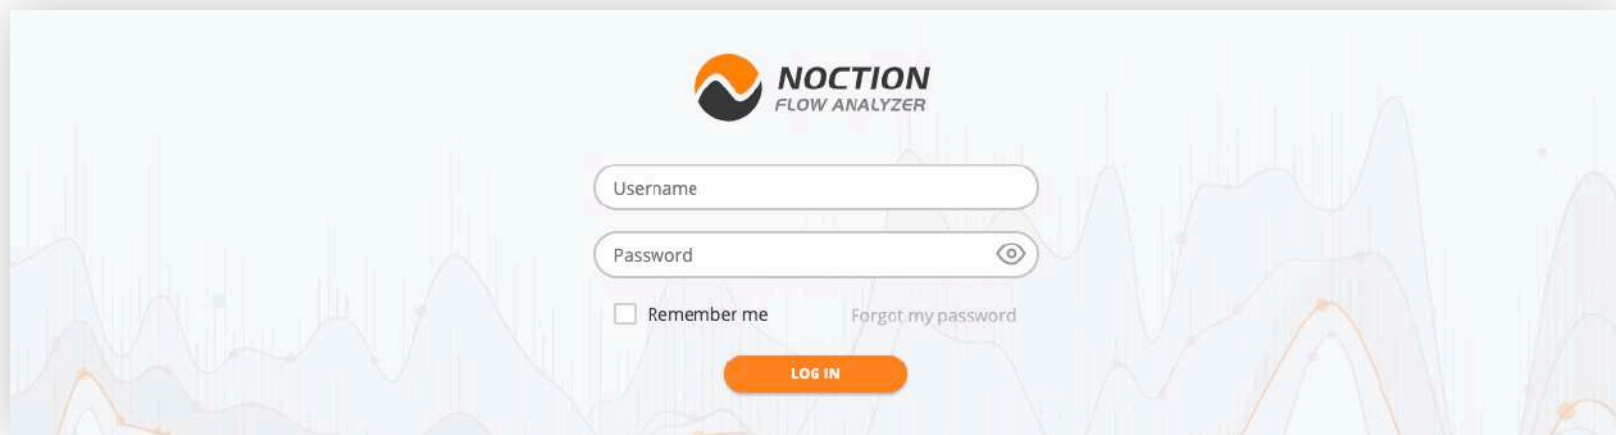 NOCTION
FLOW ANALYZER
Username
Password
Remember me
Forgot my password
LOG IN